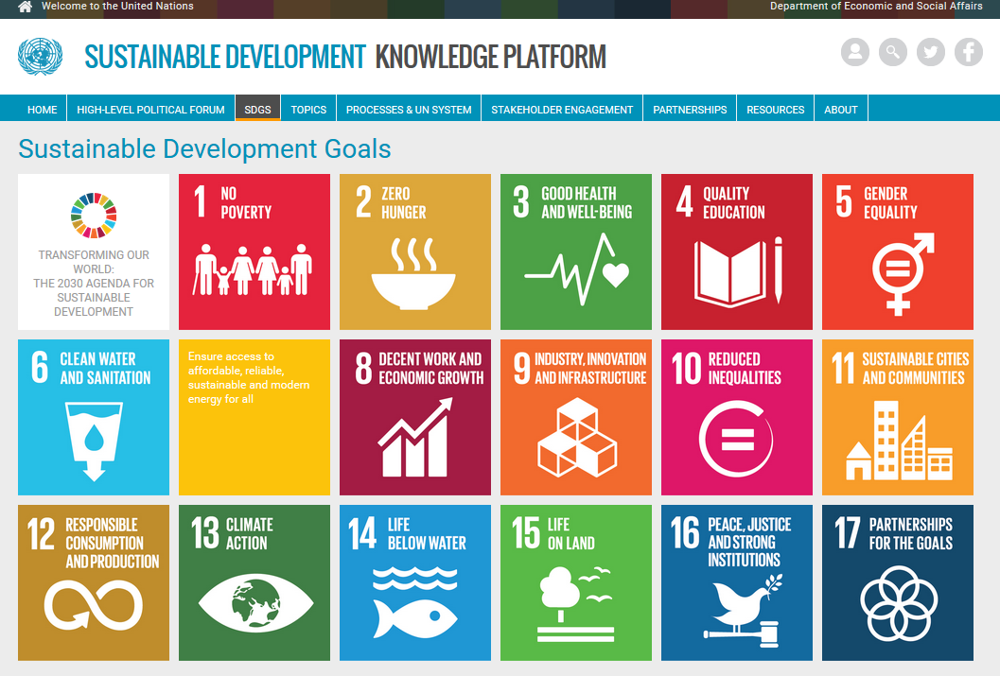 Welcome to the United Nations
Department of Economic and Social Affairs
SUSTAINABLE DEVELOPMENT KNOWLEDGE PLATFORM
HOME
HIGH-LEVEL POLITICAL FORUM
SDGS
TOPICS
PROCESSES & UN SYSTEM
STAKEHOLDER ENGAGEMENT
PARTNERSHIPS
RESOURCES
ABOUT
Sustainable Development Goals
TRANSFORMING OUR
WORLD:
THE 2030 AGENDA FOR
SUSTAINABLE
DEVELOPMENT
1 NO
POVERTY
2 ZERO
HUNGER
3 GOOD HEALTH
AND WELL-BEING
4 QUALITY
EDUCATION
5 GENDER
EQUALITY
6 CLEAN WATER
AND SANITATION
Ensure access to
affordable, reliable,
sustainable and modern
energy for all
8 DECENT WORK AND
ECONOMIC GROWTH
9 INDUSTRY, INNOVATION
AND INFRASTRUCTURE
10 REDUCED
INEQUALITIES
11 SUSTAINABLE CITIES
AND COMMUNITIES
12 RESPONSIBLE
CONSUMPTION
AND PRODUCTION
13 CLIMATE
ACTION
14 LIFE
BELOW WATER
15 LIFE
ON LAND
16 PEACE, JUSTICE
AND STRONG
INSTITUTIONS
17 PARTNERSHIPS
FOR THE GOALS